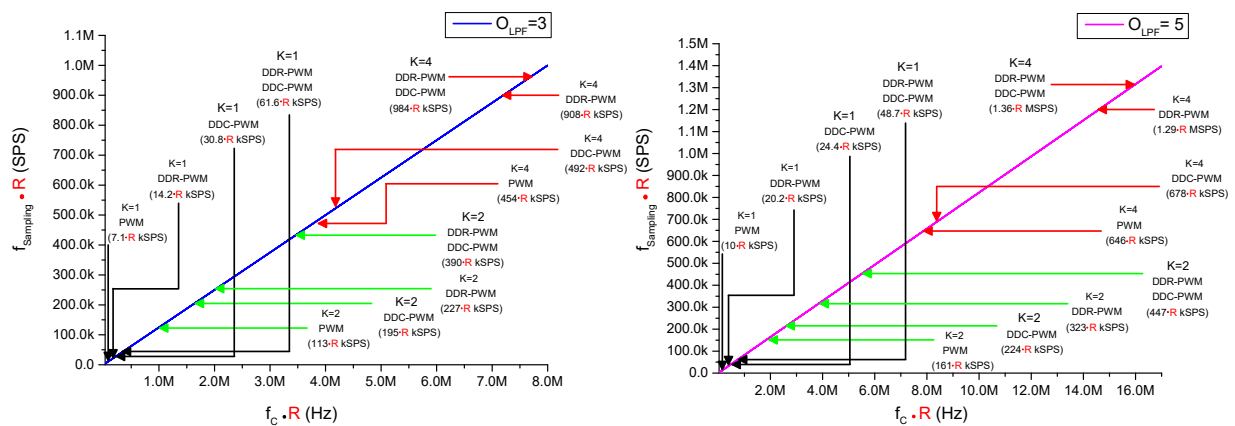 O_LPF=3
1.1M
1.0M
900.0k
800.0k
700.0k
600.0k
500.0k
400.0k
300.0k
200.0k
100.0k
0.0
f_Sampling • R (SPS)
1.0M 2.0M 3.0M 4.0M 5.0M 6.0M 7.0M 8.0M
f_C • R (Hz)
K=1
PWM
(7.1·R kSPS)
K=1
DDR-PWM
(14.2·R kSPS)
K=1
DDC-PWM
(30.8·R kSPS)
K=1
DDR-PWM
DDC-PWM
(61.6·R kSPS)
K=4
DDR-PWM
DDC-PWM
(984·R kSPS)
K=4
DDR-PWM
(908·R kSPS)
K=4
DDC-PWM
(492·R kSPS)
K=4
PWM
(454·R kSPS)
K=2
DDR-PWM
DDC-PWM
(390·R kSPS)
K=2
DDR-PWM
(227·R kSPS)
K=2
DDC-PWM
(195·R kSPS)
K=2
PWM
(113·R kSPS)
O_LPF= 5
1.5M
1.4M
1.3M
1.2M
1.1M
1.0M
900.0k
800.0k
700.0k
600.0k
500.0k
400.0k
300.0k
200.0k
100.0k
0.0
f_Sampling • R (SPS)
2.0M 4.0M 6.0M 8.0M 10.0M 12.0M 14.0M 16.0M
f_C • R (Hz)
K=1
PWM
(10·R kSPS)
K=1
DDR-PWM
(20.2·R kSPS)
K=1
DDC-PWM
(24.4·R kSPS)
K=1
DDR-PWM
DDC-PWM
(48.7·R kSPS)
K=4
DDR-PWM
DDC-PWM
(1.36·R MSPS)
K=4
DDR-PWM
(1.29·R MSPS)
K=4
DDC-PWM
(678·R kSPS)
K=4
PWM
(646·R kSPS)
K=2
DDR-PWM
DDC-PWM
(447·R kSPS)
K=2
DDR-PWM
(323·R kSPS)
K=2
DDC-PWM
(224·R kSPS)
K=2
PWM
(161·R kSPS)